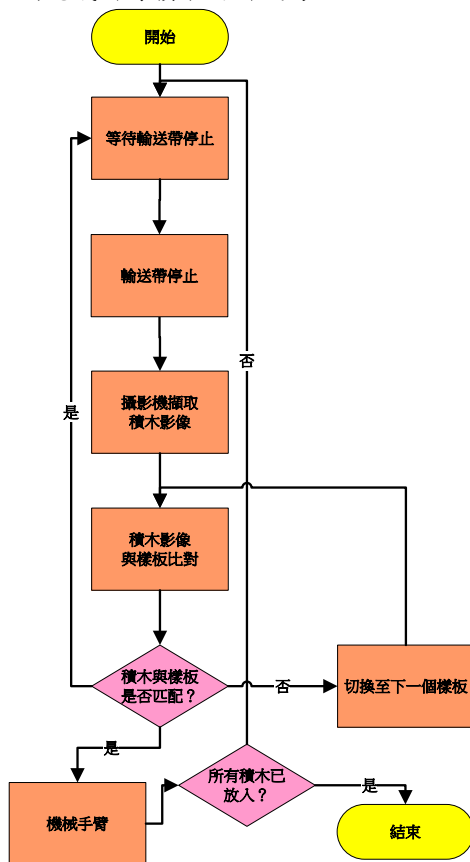 開始
等待輸送帶停止
輸送帶停止
否
是
攝影機擷取
積木影像
積木影像
與樣板比對
積木與樣板
是否匹配？
否
切換至下一個樣板
是
所有積木已
放入？
是
機械手臂
結束